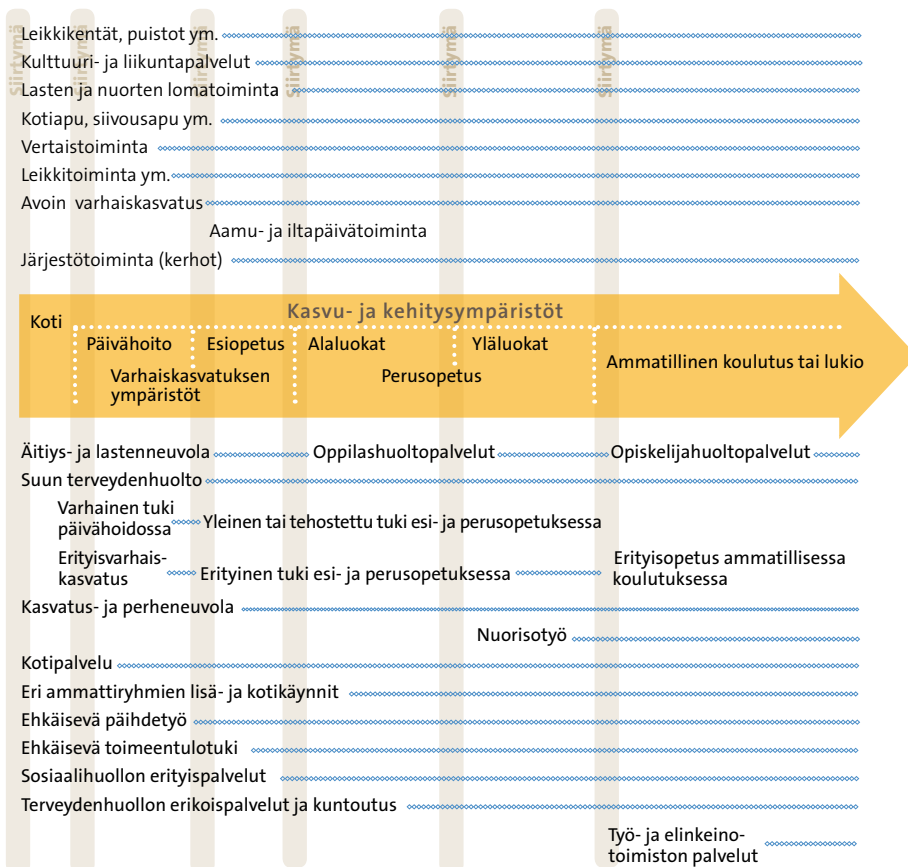 siirtymä
siirtymä
siirtymä
siirtymä
siirtymä
siirtymä
Leikkikentät, puistot ym.
Kulttuuri- ja liikuntapalvelut
Lasten ja nuorten lomatoiminta
Kotiapu, siivousapu ym.
Vertaistoiminta
Leikkitoiminta ym.
Avoin varhaiskasvatus
Aamu- ja iltapäivätoiminta
Järjestötoiminta (kerhot)
Kasvu- ja kehitysympäristöt
Koti
Päivähoito
Esiopetus
Alaluokat
Yläluokat
Varhaiskasvatuksen
ympäristöt
Perusopetus
Ammatillinen koulutus tai lukio
Äitiys- ja lastenneuvola
Oppilashuoltopalvelut
Opiskelijahuoltopalvelut
Suun terveydenhuolto
Varhainen tuki
päivähoidossa
Yleinen tai tehostettu tuki esi- ja perusopetuksessa
Erityisvarhais-
kasvatus
Erityinen tuki esi- ja perusopetuksessa
Erityisopetus ammatillisessa
koulutuksessa
Kasvatus- ja perheneuvola
Nuorisotyö
Kotipalvelu
Eri ammattiryhmien lisä- ja kotikäynnit
Ehkäisevä päihdetyö
Ehkäisevä toimeentulotuki
Sosiaalihuollon erityispalvelut
Terveydenhuollon erikoispalvelut ja kuntoutus
Työ- ja elinkeino-
toimiston palvelut